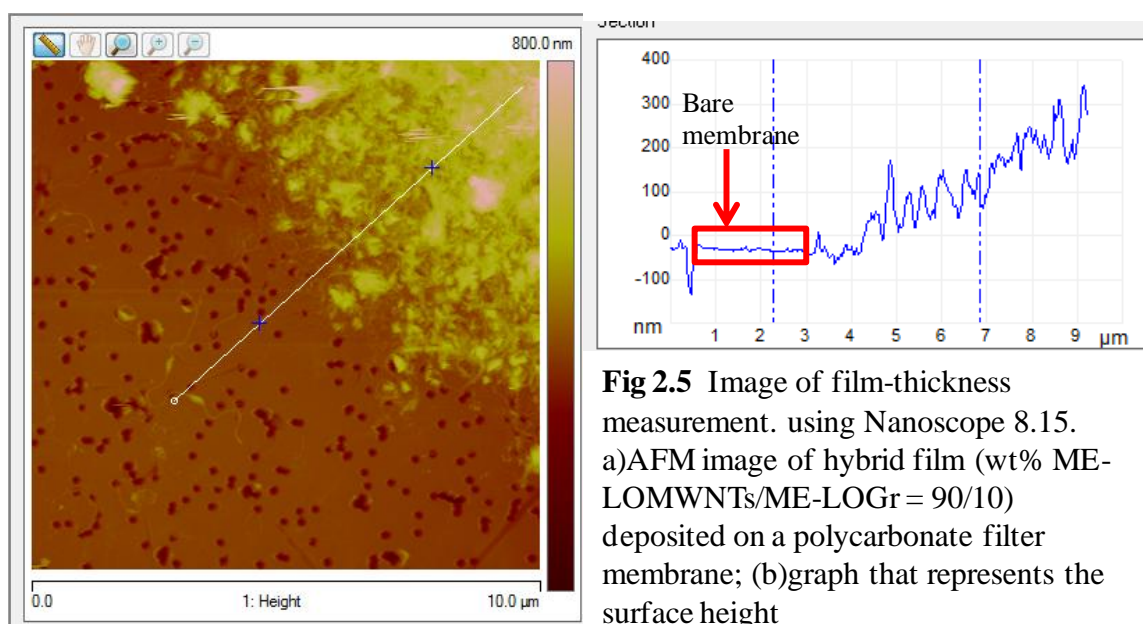 800.0 nm
0.0 1: Height 10.0 µm
Section
400
300
200
100
0
-100
Bare
membrane
nm 1 2 3 4 5 6 7 8 9 µm
Fig 2.5 Image of film-thickness
measurement. using Nanoscope 8.15.
a)AFM image of hybrid film (wt% ME-
LOMWNTs/ME-LOGr = 90/10)
deposited on a polycarbonate filter
membrane; (b)graph that represents the
surface height